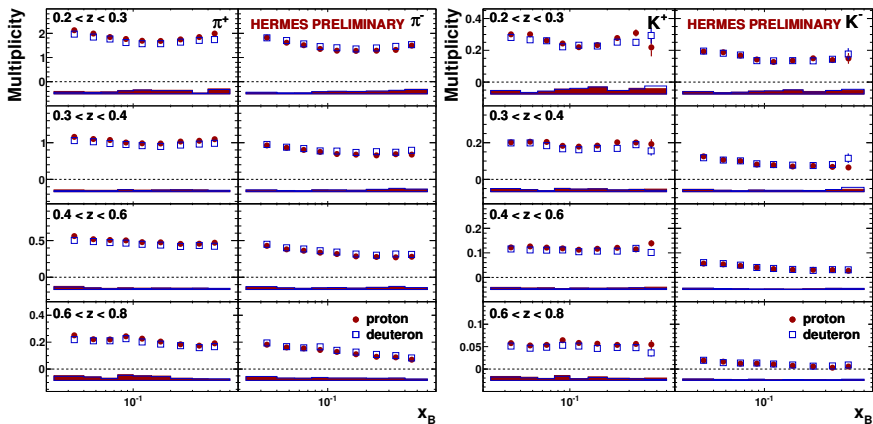 0.2 < z < 0.3 π+ HERMES PRELIMINARY π-
0.2 < z < 0.3 K+ HERMES PRELIMINARY K-
Multiplicity
Multiplicity
2
1
0
0.4
0.2
0
0.3 < z < 0.4
0.3 < z < 0.4
1
0
0.2
0
0.4 < z < 0.6
0.4 < z < 0.6
0.5
0
0.2
0.1
0
0.6 < z < 0.8
0.6 < z < 0.8
0.4
0.2
0
proton
deuteron
0.1
0.05
0
proton
deuteron
10-1
10-1
xB
10-1
10-1
xB